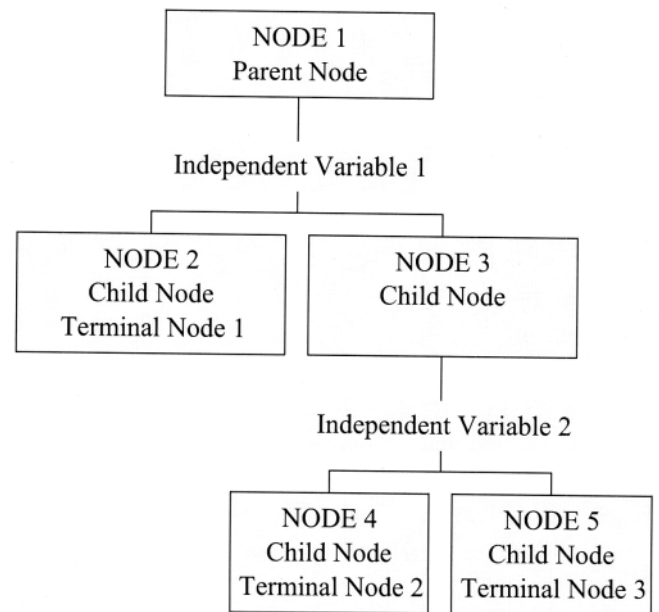 NODE 1
Parent Node
Independent Variable 1
NODE 2
Child Node
Terminal Node 1
NODE 3
Child Node
Independent Variable 2
NODE 4
Child Node
Terminal Node 2
NODE 5
Child Node
Terminal Node 3